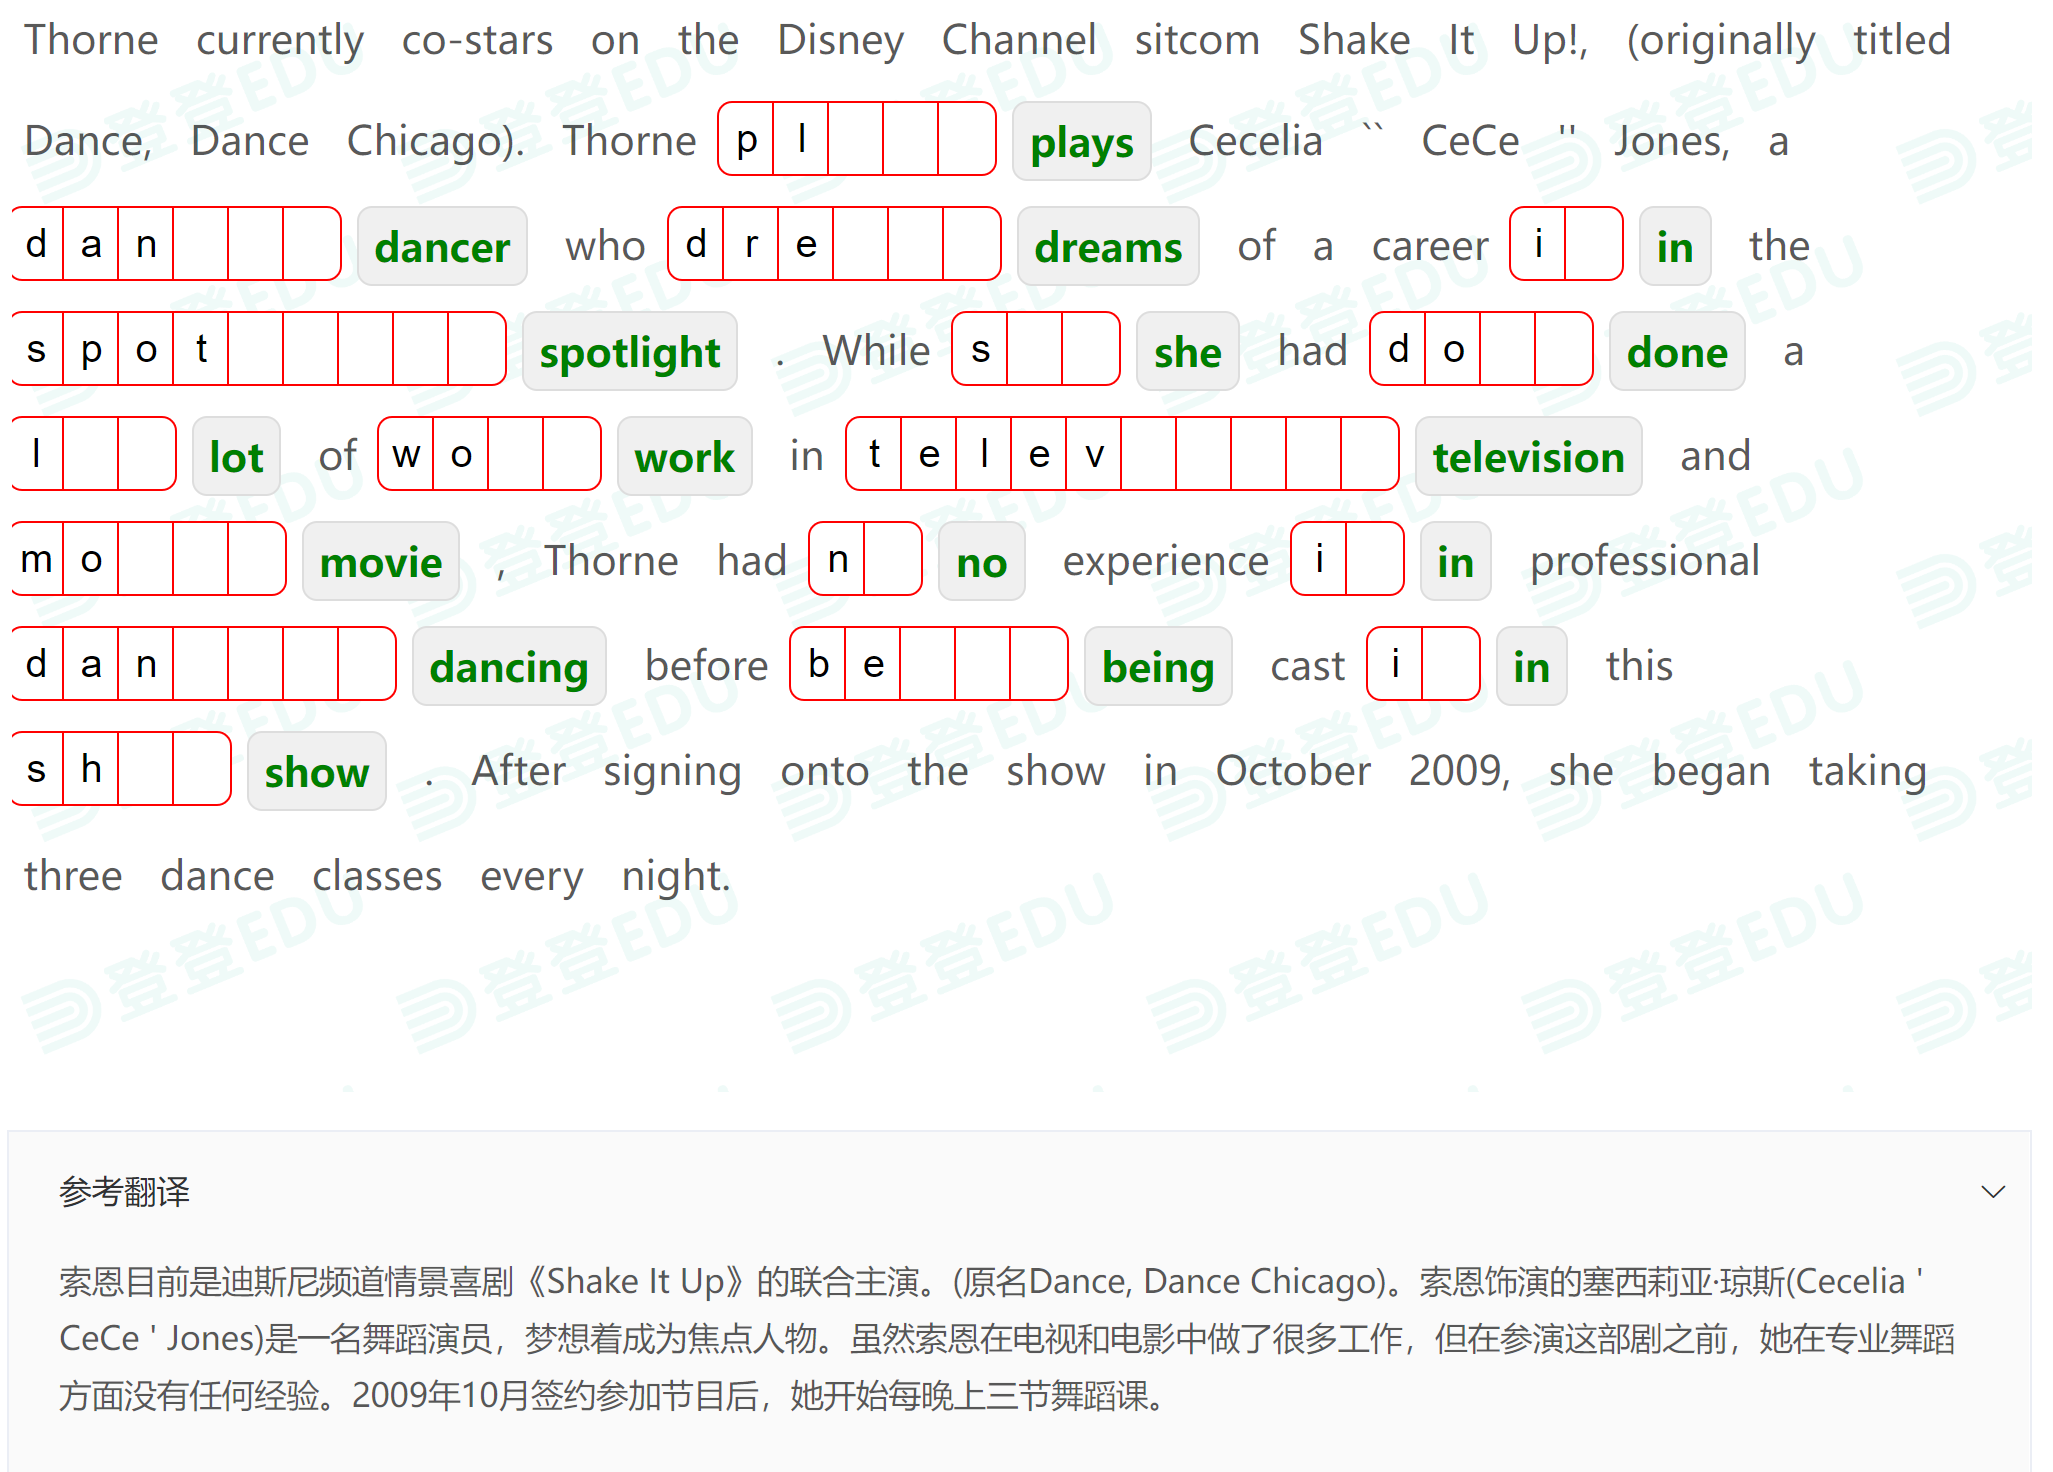 Thorne currently co-stars on the Disney Channel sitcom Shake It Up!, (originally titled
Dance, Dance Chicago). Thorne p l plays Cecelia `` CeCe '' Jones, a
d a n dancer who d r e dreams of a career i in the
s p o t spotlight . While s she had d o done a
l lot of w o work in t e l e v television and
m o movie , Thorne had n no experience i in professional
d a n dancing before b e being cast i in this
s h show . After signing onto the show in October 2009, she began taking
three dance classes every night.
参考翻译
索恩目前是迪斯尼频道情景喜剧《Shake It Up》的联合主演。(原名Dance, Dance Chicago)。索恩饰演的塞西莉亚·琼斯(Cecelia '
CeCe ' Jones)是一名舞蹈演员，梦想着成为焦点人物。虽然索恩在电视和电影中做了很多工作，但在参演这部剧之前，她在专业舞蹈
方面没有任何经验。2009年10月签约参加节目后，她开始每晚上三节舞蹈课。